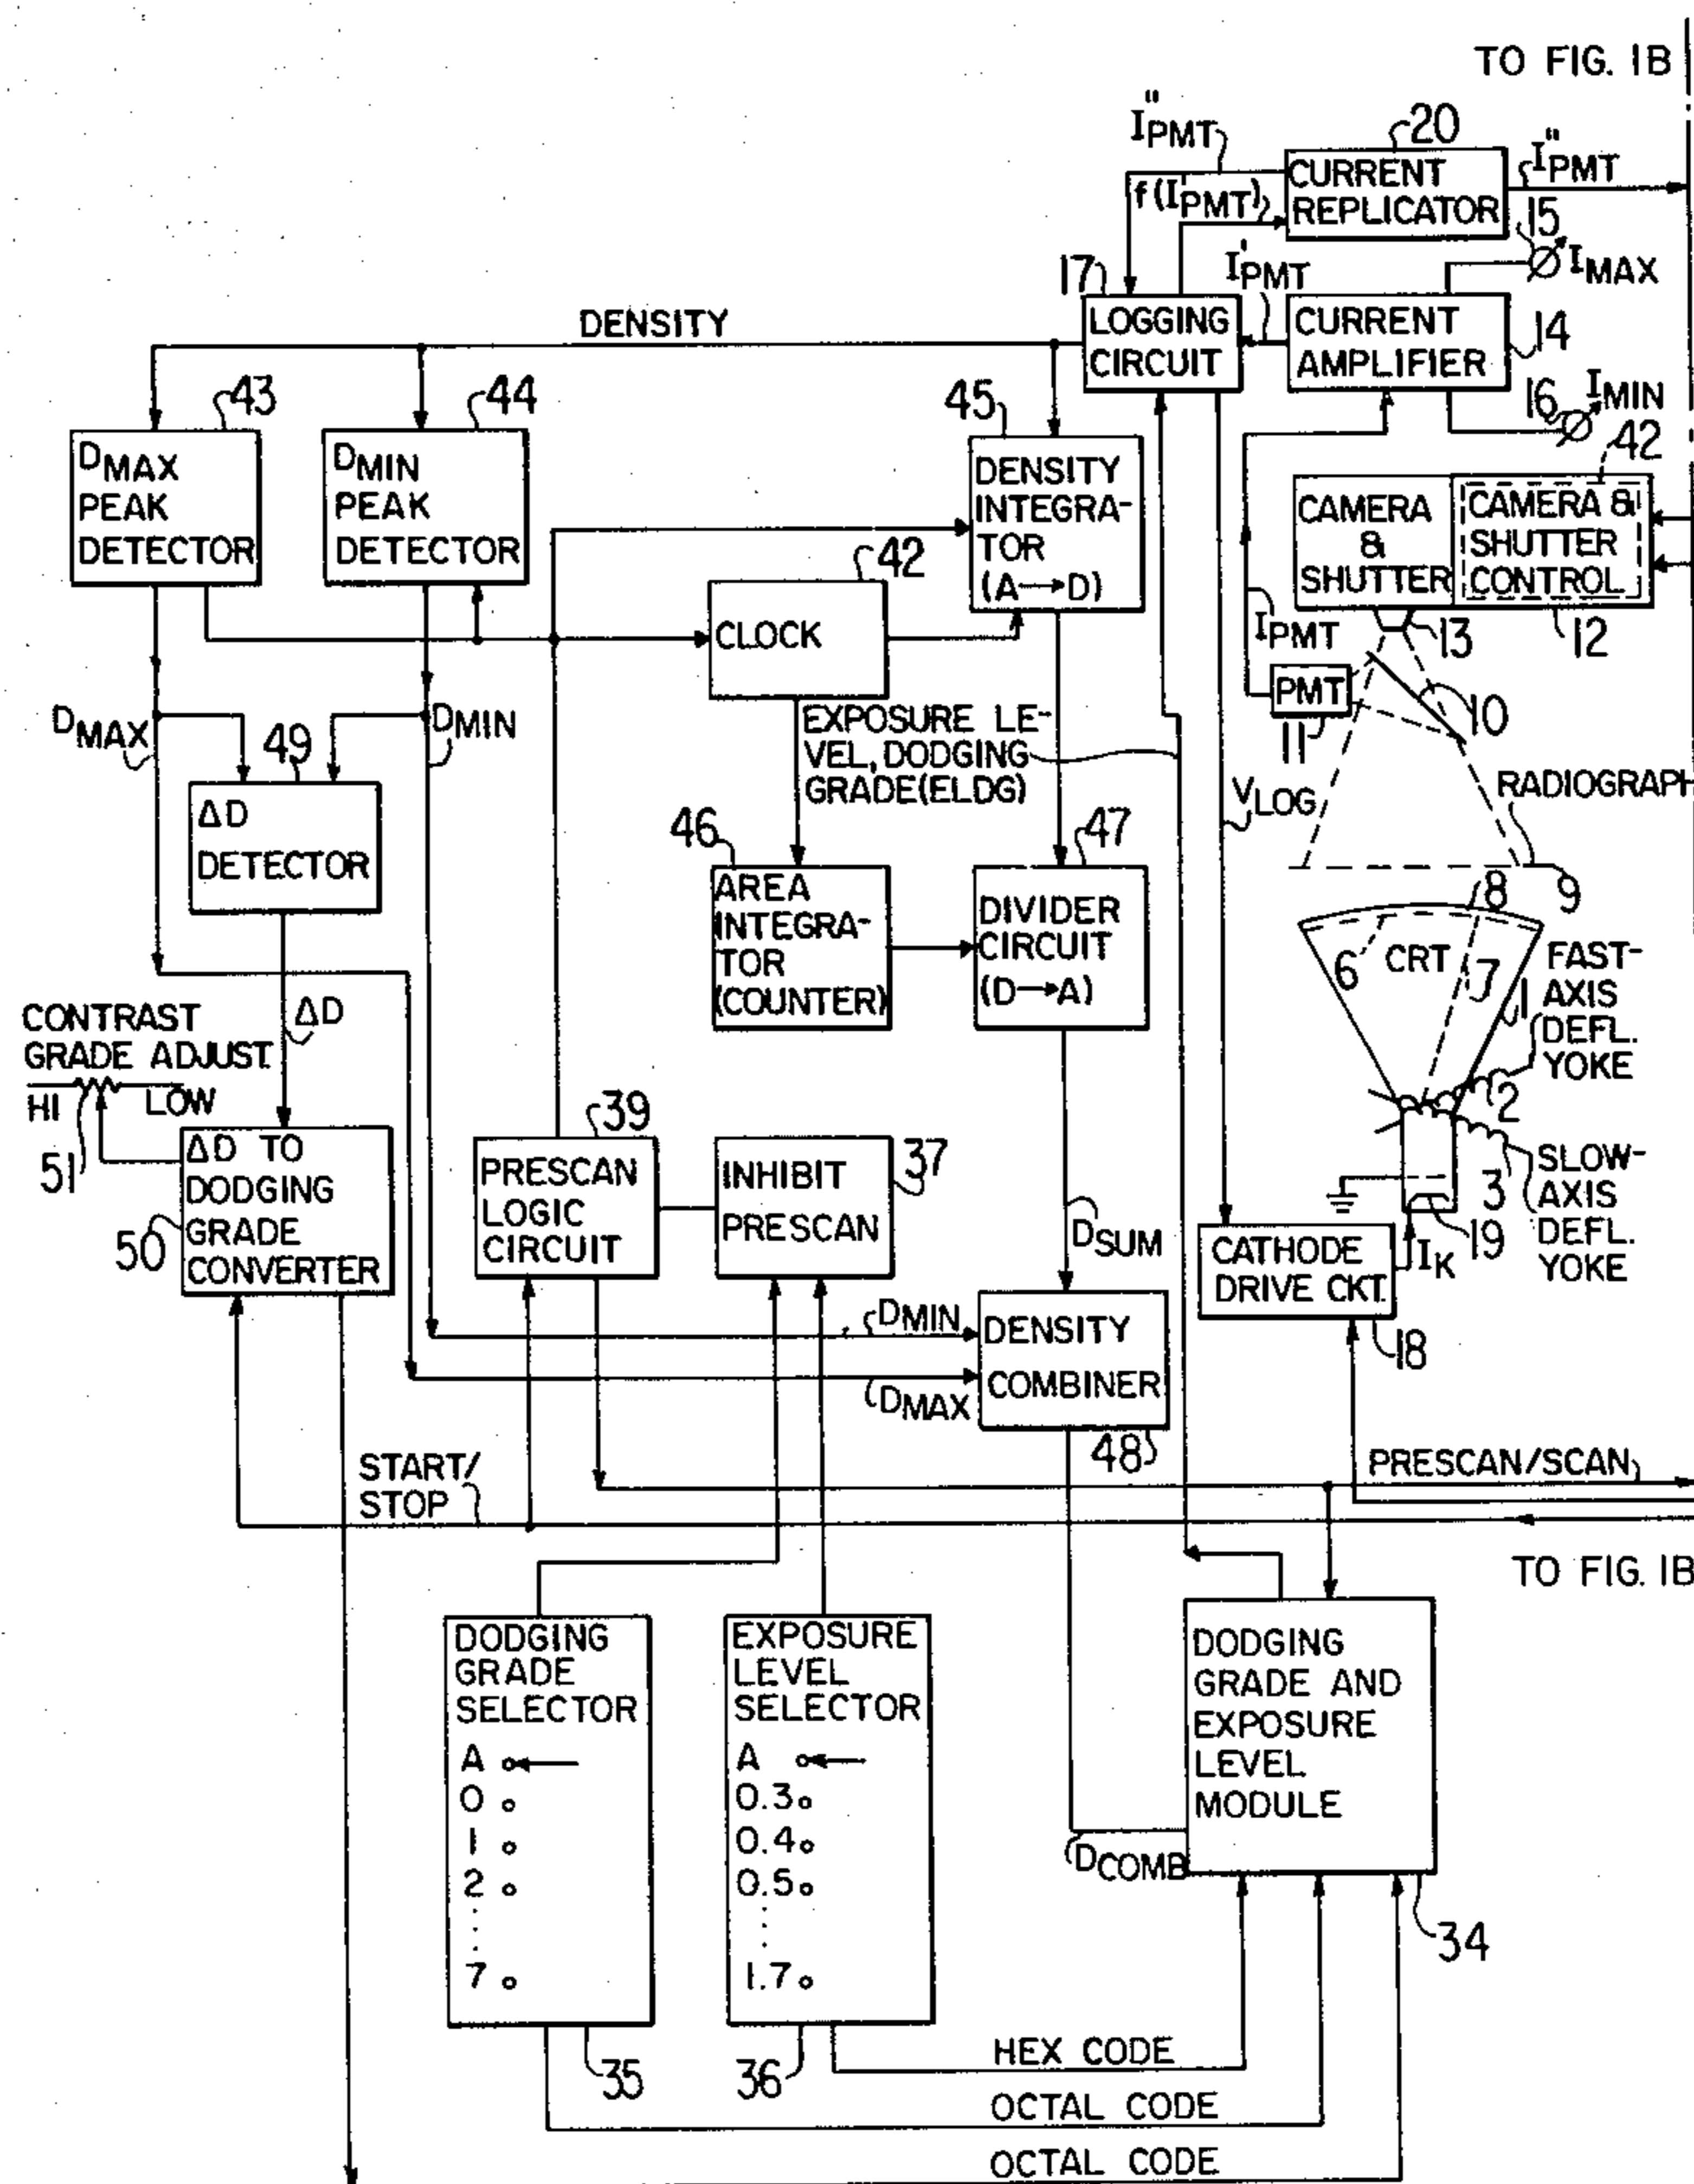 TO FIG. 1B
I"PMT
20
CURRENT
REPLICATOR
I"PMT
f(I'PMT)
15
IMAX
17
I'PMT
LOGGING
CIRCUIT
CURRENT
AMPLIFIER
14
DENSITY
16
IMIN
43
44
45
42
DMAX
PEAK
DETECTOR
DMIN
PEAK
DETECTOR
DENSITY
INTEGRA-
TOR
(A→D)
CAMERA
&
SHUTTER
CAMERA &
SHUTTER
CONTROL
42
CLOCK
IPMT
13
12
PMT
11
10
DMAX
DMIN
49
EXPOSURE LE-
VEL, DODGING
GRADE(ELDG)
VLOG
RADIOGRAPH
ΔD
DETECTOR
46
47
9
AREA
INTEGRA-
TOR
(COUNTER)
DIVIDER
CIRCUIT
(D→A)
8
6
CRT
7
1
FAST-
AXIS
DEFL.
YOKE
2
CONTRAST
GRADE ADJUST.
HI
LOW
ΔD
51
ΔD TO
DODGING
GRADE
CONVERTER
50
39
PRESCAN
LOGIC
CIRCUIT
INHIBIT
PRESCAN
37
DSUM
3
SLOW-
AXIS
DEFL.
YOKE
19
IK
CATHODE
DRIVE CKT.
18
DMIN
DENSITY
COMBINER
DMAX
48
START/
STOP
PRESCAN/SCAN
TO FIG. 1B
DODGING
GRADE
SELECTOR
A
0
1
2
7
EXPOSURE
LEVEL
SELECTOR
A
0.3
0.4
0.5
1.7
DODGING
GRADE AND
EXPOSURE
LEVEL
MODULE
DCOMB
34
35
36
HEX CODE
OCTAL CODE
OCTAL CODE